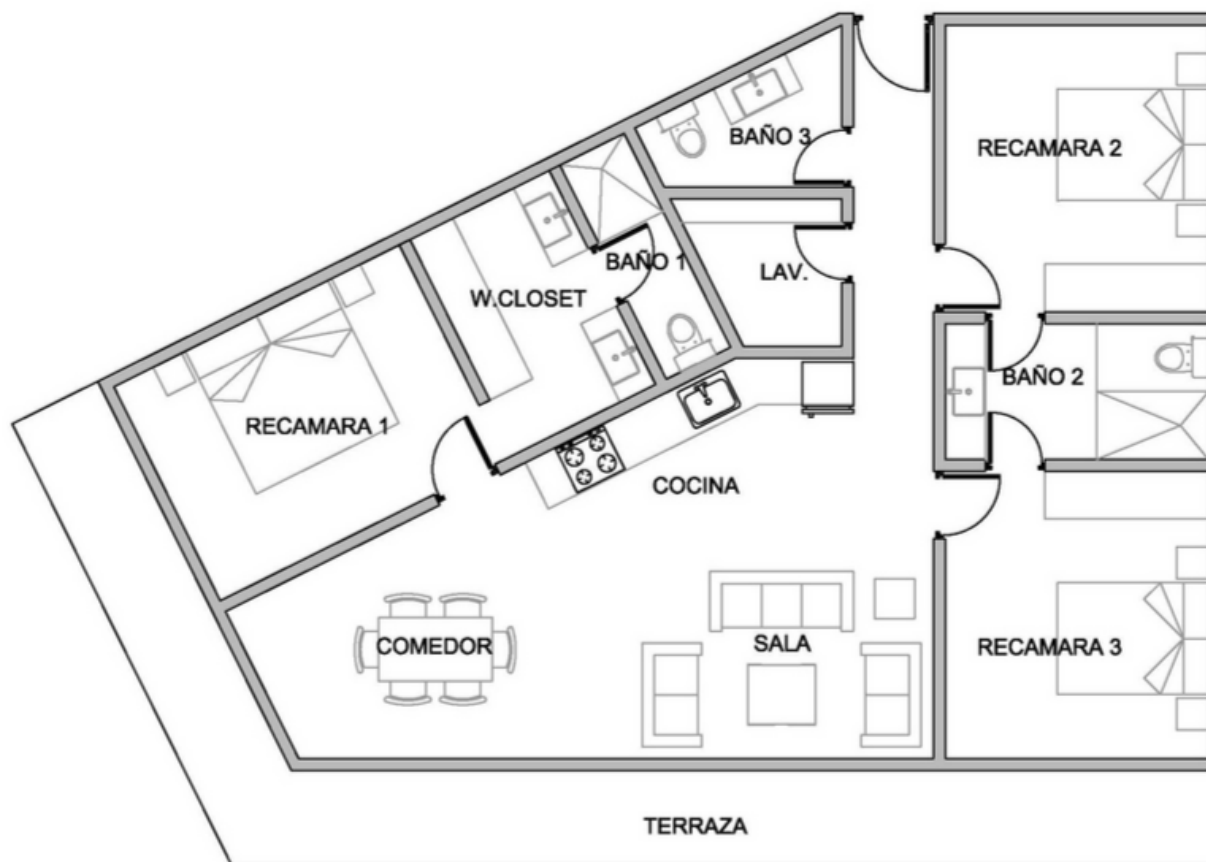 BAÑO 3
RECAMARA 2
BAÑO 1
LAV.
W.CLOSET
BAÑO 2
RECAMARA 1
COCINA
COMEDOR
SALA
RECAMARA 3
TERRAZA